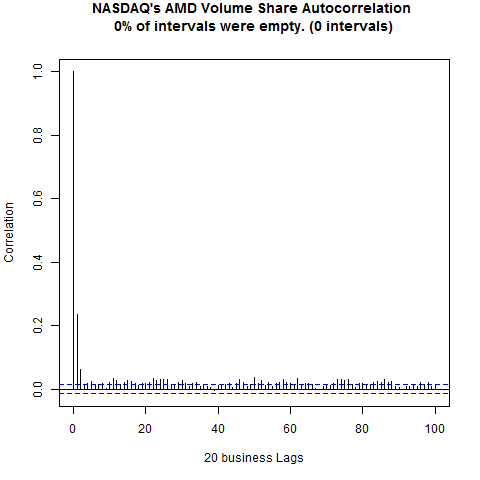 NASDAQ's AMD Volume Share Autocorrelation
0% of intervals were empty. (0 intervals)
Correlation
1.0
0.8
0.6
0.4
0.2
0.0
0 20 40 60 80 100
20 business Lags